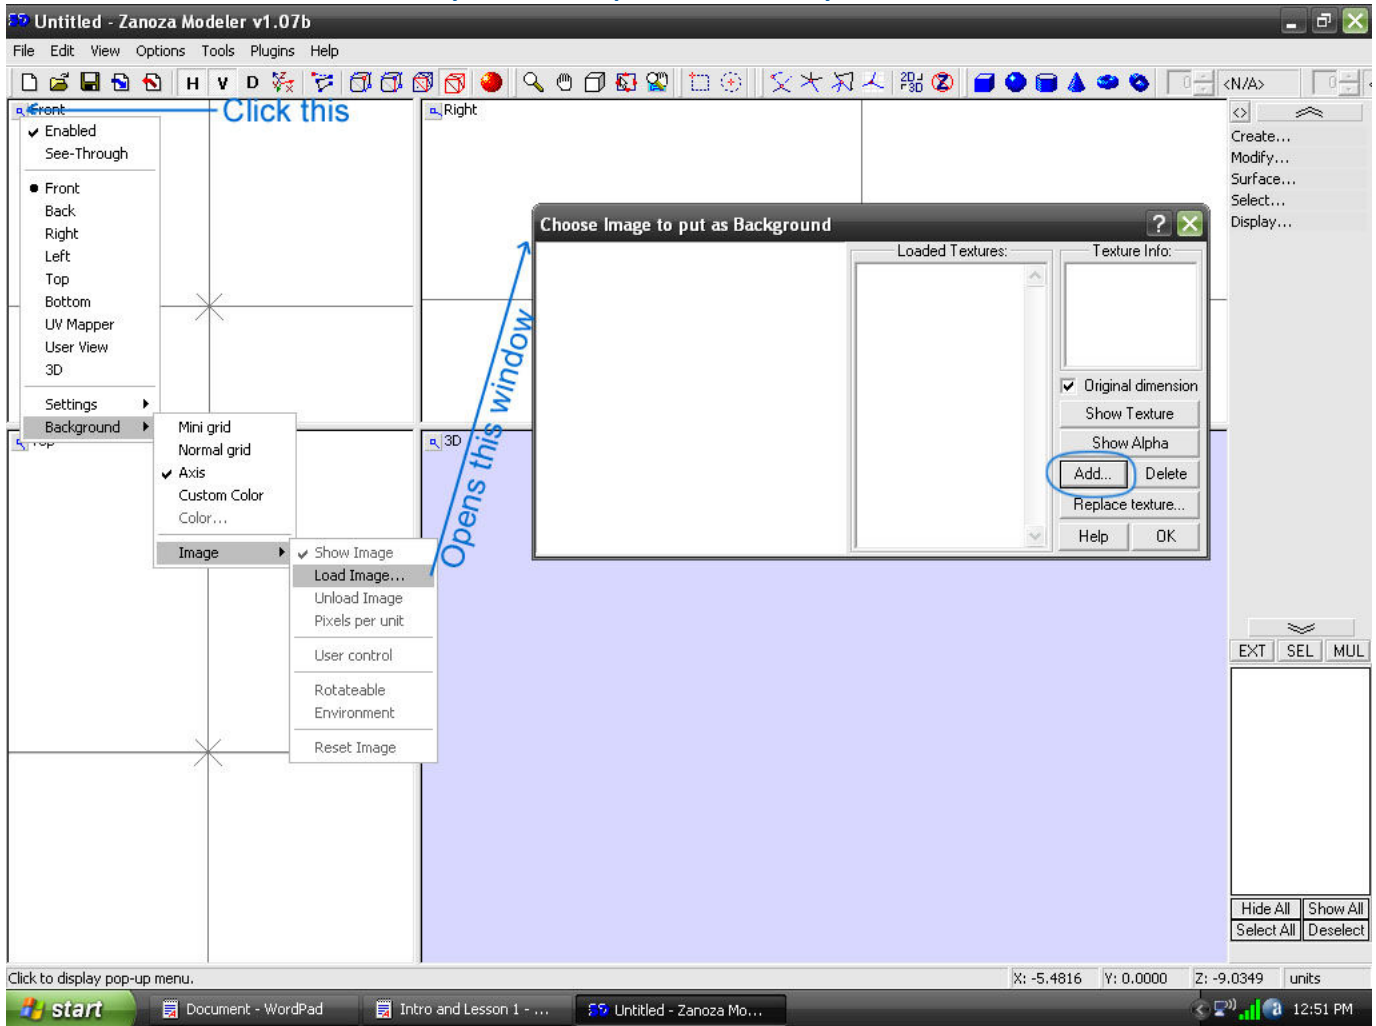 Untitled - Zanoza Modeler v1.07b
File Edit View Options Tools Plugins Help
H V D <N/A>
Front
Click this
Right
Enabled
See-Through
Front
Back
Right
Left
Top
Bottom
UV Mapper
User View
3D
Settings
Background
Mini grid
Normal grid
Axis
Custom Color
Color...
Image
Show Image
Load Image...
Unload Image
Pixels per unit
User control
Rotateable
Environment
Reset Image
Opens this window
Choose Image to put as Background
Loaded Textures:
Texture Info:
Original dimension
Show Texture
Show Alpha
Add... Delete
Replace texture...
Help OK
Top
3D
Create...
Modify...
Surface...
Select...
Display...
EXT SEL MUL
Hide All Show All
Select All Deselect
Click to display pop-up menu.
X: -5.4816 Y: 0.0000 Z: -9.0349 units
start Document - WordPad Intro and Lesson 1 - ... Untitled - Zanoza Mo... 12:51 PM